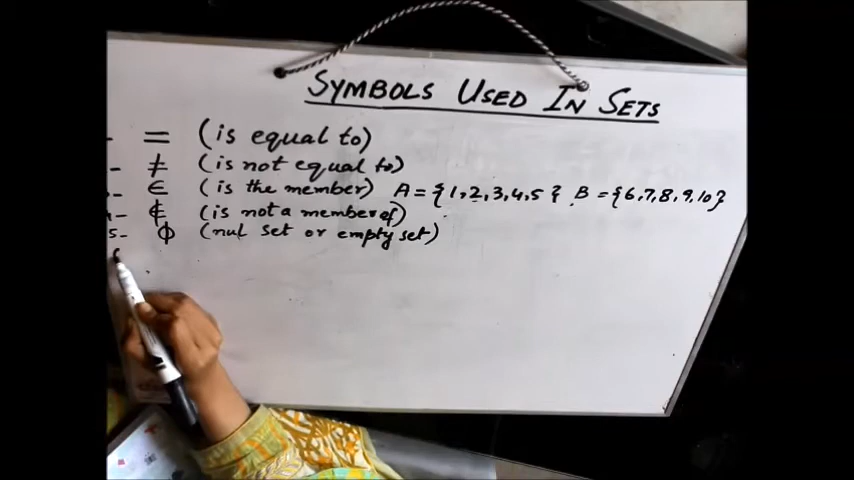 SYMBOLS USED IN SETS
- = (is equal to)
- ≠ (is not equal to)
- ∈ (is the member) A = {1,2,3,4,5} B = {6,7,8,9,10}
4- ∉ (is not a member of)
5- ϕ (nul set or empty set)